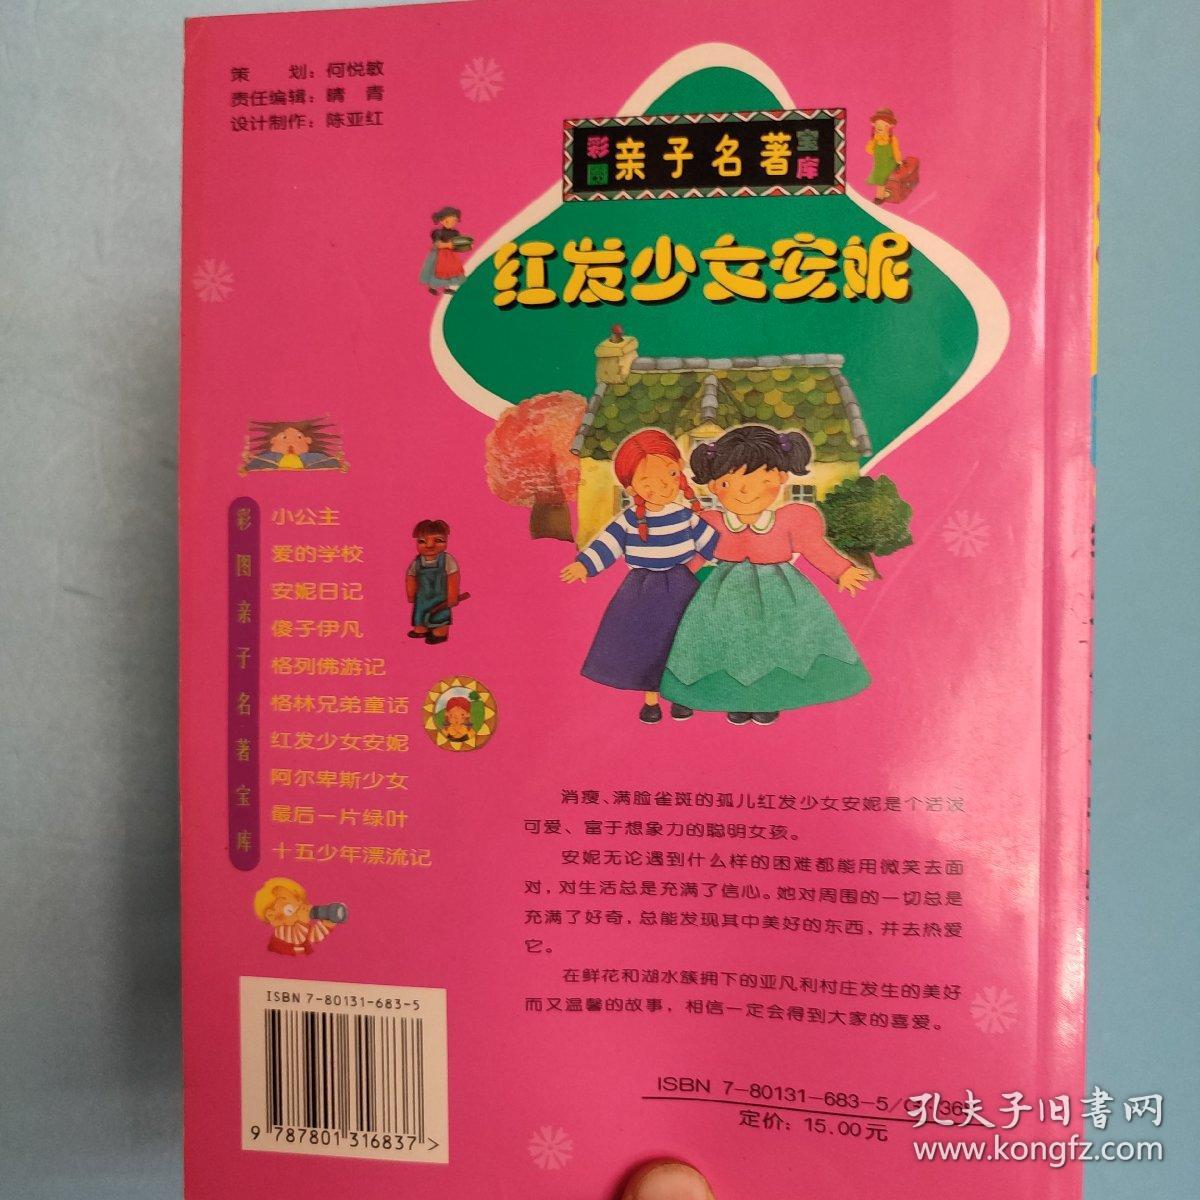 策　　划：何悦敏
责任编辑：晴　青
设计制作：陈亚红
彩图亲子名著宝库
红发少女安妮
彩图亲子名著宝库
小公主
爱的学校
安妮日记
傻子伊凡
格列佛游记
格林兄弟童话
红发少女安妮
阿尔卑斯少女
最后一片绿叶
十五少年漂流记
消瘦、满脸雀斑的孤儿红发少女安妮是个活泼
可爱、富于想象力的聪明女孩。
安妮无论遇到什么样的困难都能用微笑去面
对，对生活总是充满了信心。她对周围的一切总是
充满了好奇，总能发现其中美好的东西，并去热爱
它。
在鲜花和湖水簇拥下的亚凡利村庄发生的美好
而又温馨的故事，相信一定会得到大家的喜爱。
ISBN 7-80131-683-5
9 787801 316837 >
ISBN 7-80131-683-5/
定价：15.00元
孔夫子旧书网
www.kongfz.com